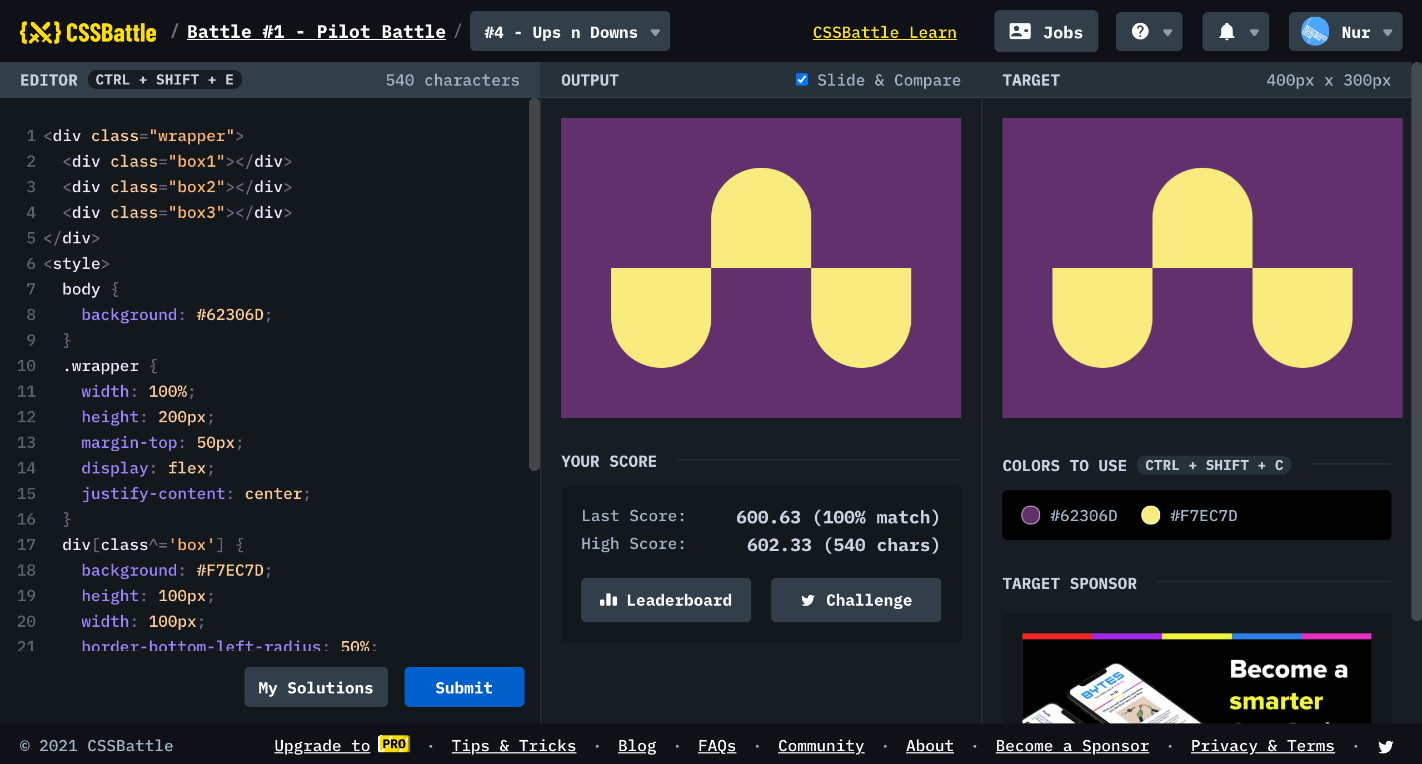 CSSBattle / Battle #1 - Pilot Battle / #4 - Ups n Downs CSSBattle Learn Jobs Nur
EDITOR CTRL + SHIFT + E 540 characters
1 <div class="wrapper">
2 <div class="box1"></div>
3 <div class="box2"></div>
4 <div class="box3"></div>
5 </div>
6 <style>
7 body {
8 background: #62306D;
9 }
10 .wrapper {
11 width: 100%;
12 height: 200px;
13 margin-top: 50px;
14 display: flex;
15 justify-content: center;
16 }
17 div[class^='box'] {
18 background: #F7EC7D;
19 height: 100px;
20 width: 100px;
21 border-bottom-left-radius: 50%;
My Solutions Submit
OUTPUT Slide & Compare
YOUR SCORE
Last Score: 600.63 (100% match)
High Score: 602.33 (540 chars)
Leaderboard Challenge
TARGET 400px x 300px
COLORS TO USE CTRL + SHIFT + C
#62306D #F7EC7D
TARGET SPONSOR
BYTES
Become a
smarter
© 2021 CSSBattle Upgrade to PRO · Tips & Tricks · Blog · FAQs · Community · About · Become a Sponsor · Privacy & Terms ·